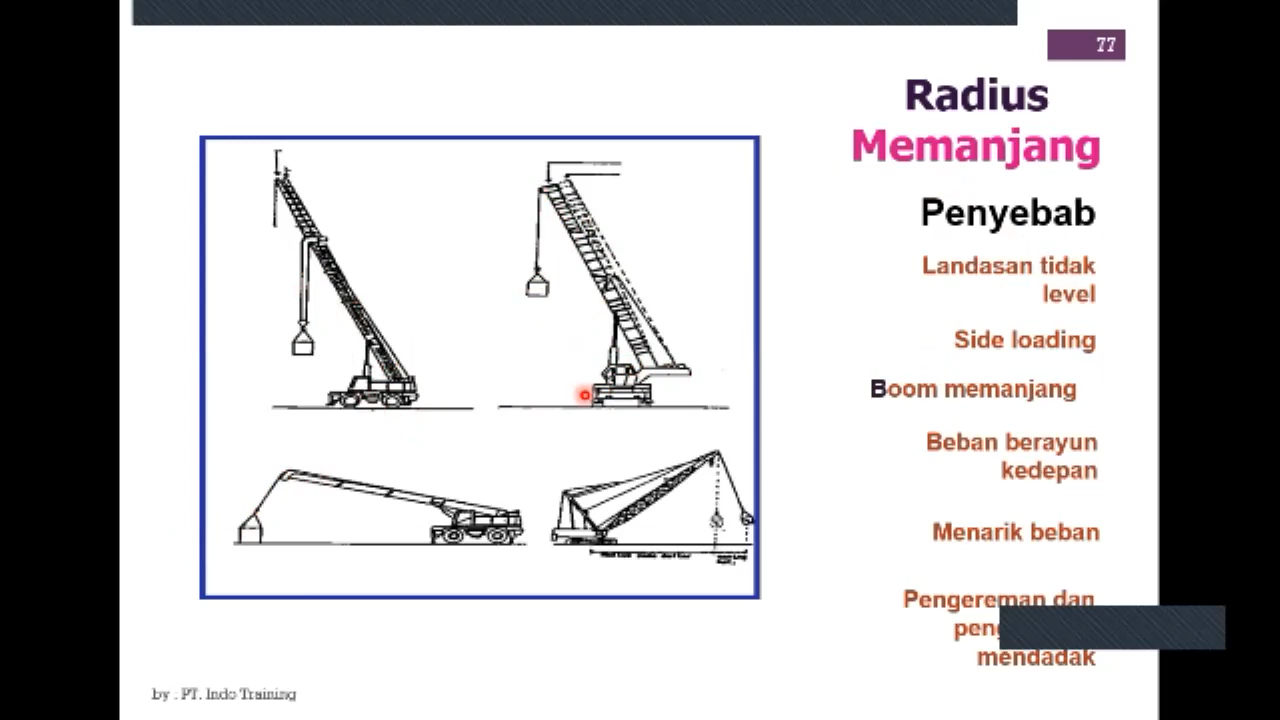 77
Radius
Memanjang
Penyebab
Landasan tidak
level
Side loading
Boom memanjang
Beban berayun
kedepan
Menarik beban
Pengereman dan
mendadak
by . PT. Indo Training